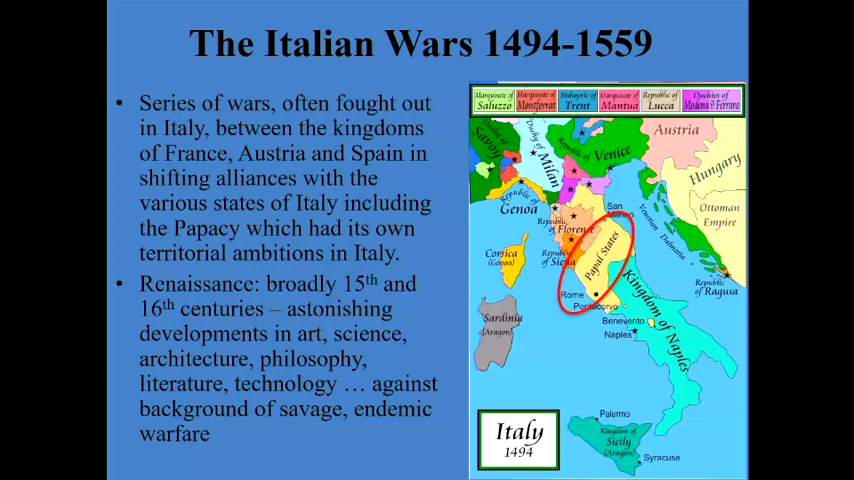 The Italian Wars 1494-1559
• Series of wars, often fought out
in Italy, between the kingdoms
of France, Austria and Spain in
shifting alliances with the
various states of Italy including
the Papacy which had its own
territorial ambitions in Italy.
• Renaissance: broadly 15th and
16th centuries – astonishing
developments in art, science,
architecture, philosophy,
literature, technology … against
background of savage, endemic
warfare
Marquisate of
Saluzzo
Marquisate of
Montferrat
Bishopric of
Trent
Marquisate of
Mantua
Republic of
Lucca
Duchies of
Modena & Ferrara
Duchy of
Savoy
Duchy of
Milan
Republic of
Venice
Austria
Hungary
Ottoman
Empire
Republic of
Genoa
San
Marino
Venetian
Dalmatia
Republic
of Florence
Corsica
(Genoa)
Republic
of Siena
Papal States
Republic
of Ragusa
Rome
Pontecorvo
Kingdom of Naples
Sardinia
(Aragon)
Benevento
Naples
Palermo
Kingdom of
Sicily
(Aragon)
Syracuse
Italy
1494